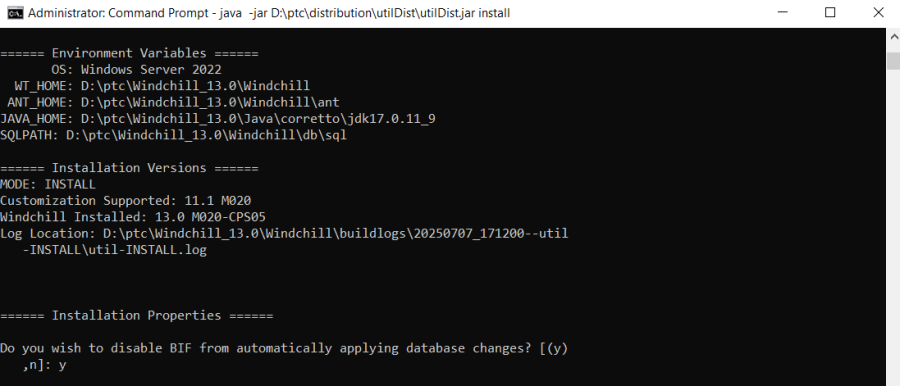 Administrator: Command Prompt - java  -jar D:\ptc\distribution\utilDist\utilDist.jar install
====== Environment Variables ======
OS: Windows Server 2022
WT_HOME: D:\ptc\Windchill_13.0\Windchill
ANT_HOME: D:\ptc\Windchill_13.0\Windchill\ant
JAVA_HOME: D:\ptc\Windchill_13.0\Java\corretto\jdk17.0.11_9
SQLPATH: D:\ptc\Windchill_13.0\Windchill\db\sql
====== Installation Versions ======
MODE: INSTALL
Customization Supported: 11.1 M020
Windchill Installed: 13.0 M020-CPS05
Log Location: D:\ptc\Windchill_13.0\Windchill\buildlogs\20250707_171200--util
-INSTALL\util-INSTALL.log
====== Installation Properties ======
Do you wish to disable BIF from automatically applying database changes? [(y)
,n]: y